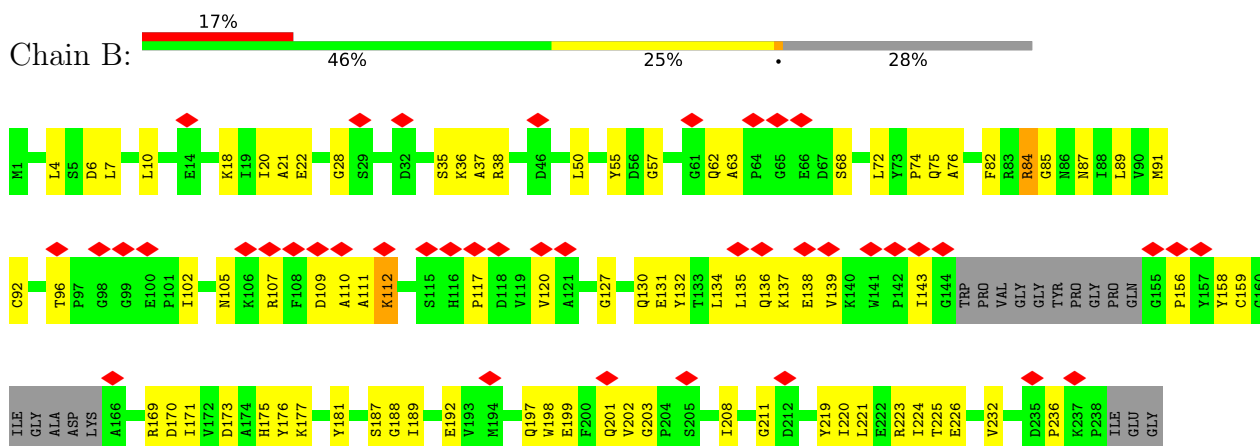 17%
Chain B:
46% 25% • 28%
M1 L4 S5 D6 L7 L10 E14 K18 I19 I20 A21 E22 G28 S29 D32 S35 K36 A37 R38 D46 L50 Y55 D56 G57 G61 Q62 A63 P64 G65 E66 D67 S68 L72 Y73 P74 Q75 A76 F82 R83 R84 G85 N86 N87 I88 L89 V90 M91
C92 T96 P97 G98 G99 E100 P101 I102 N105 K106 R107 F108 D109 A110 A111 K112 S115 H116 P117 D118 V119 V120 A121 G127 Q130 E131 Y132 T133 L134 L135 Q136 K137 E138 V139 K140 W141 P142 I143 G144 TRP PRO VAL GLY GLY TYR PRO GLY PRO GLN G155 P156 Y157 Y158 C159 G160
ILE GLY ALA ASP LYS A166 R169 D170 I171 V172 D173 A174 H175 Y176 K177 Y181 S187 G188 I189 E192 V193 M194 Q197 W198 E199 F200 Q201 V202 G203 P204 S205 I208 G211 D212 Y219 I220 L221 E222 R223 I224 T225 E226 V232 D235 P236 K237 P238 ILE GLU GLY